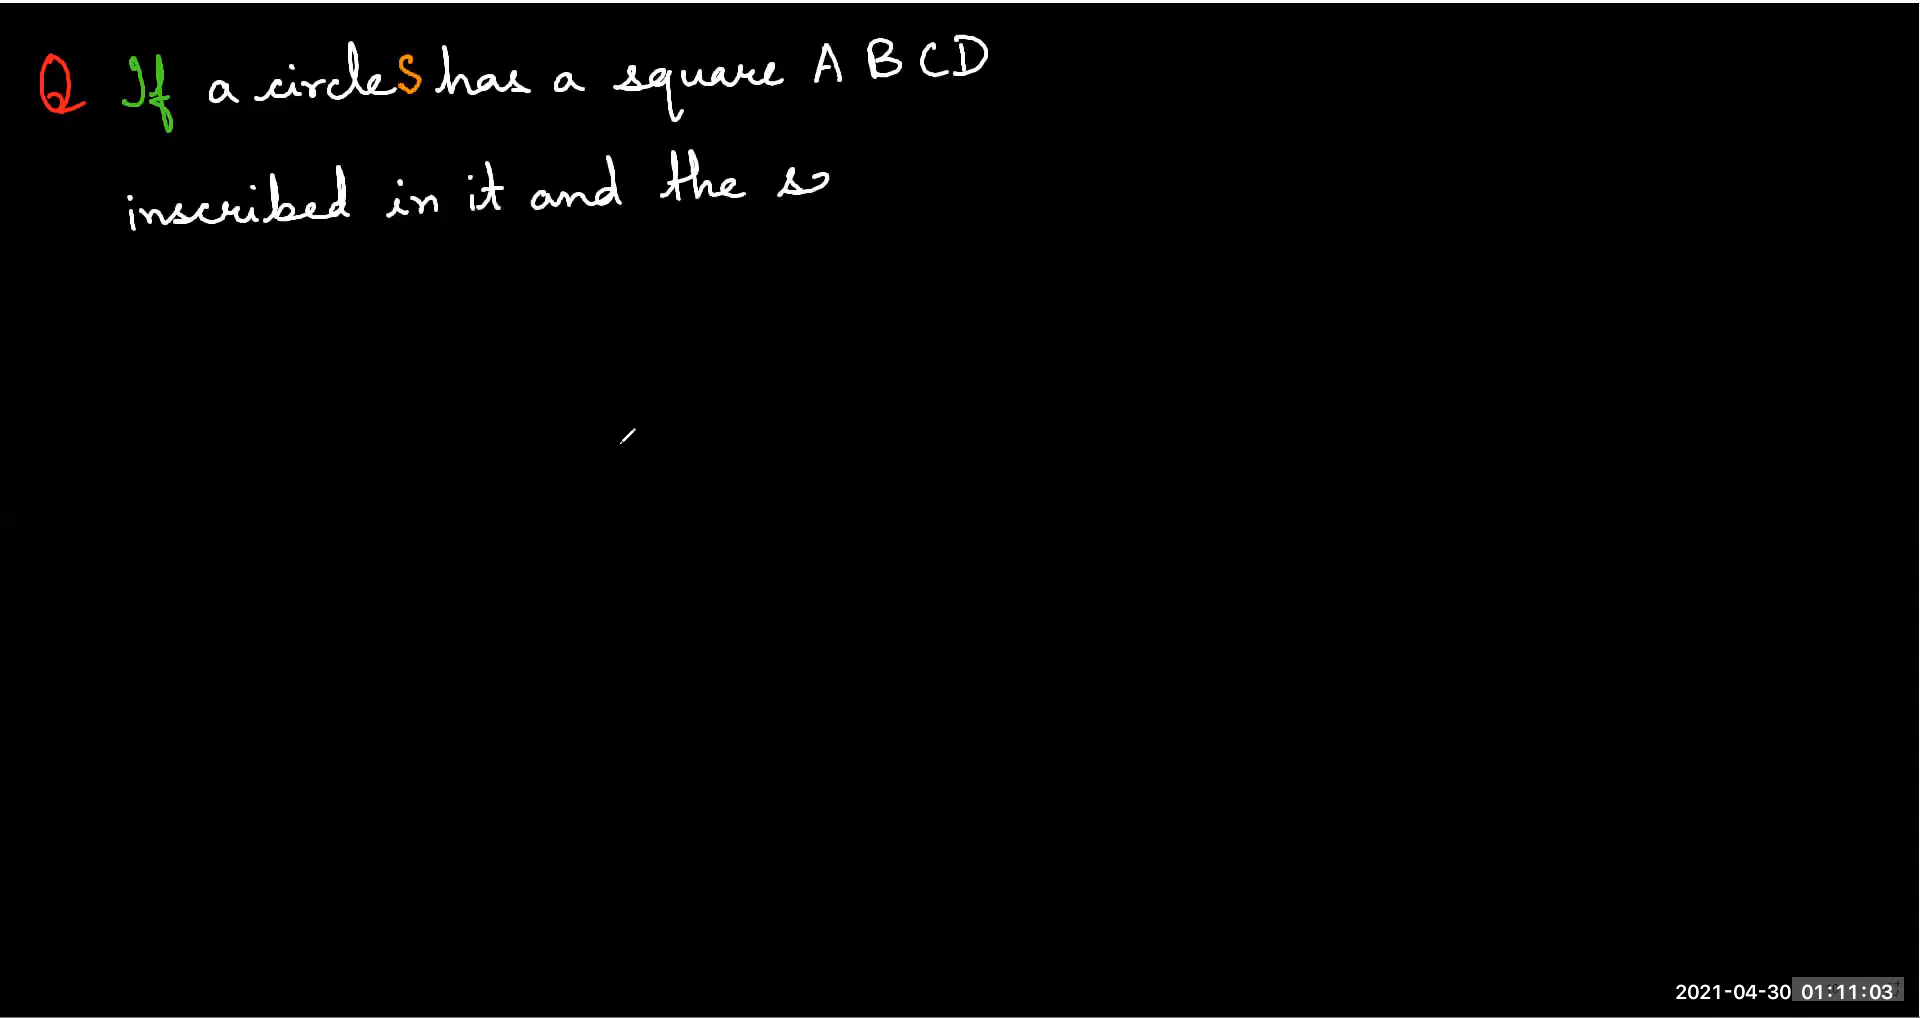 Q If a circle S has a square A B C D
inscribed in it and the s
2021-04-30 01:11:03